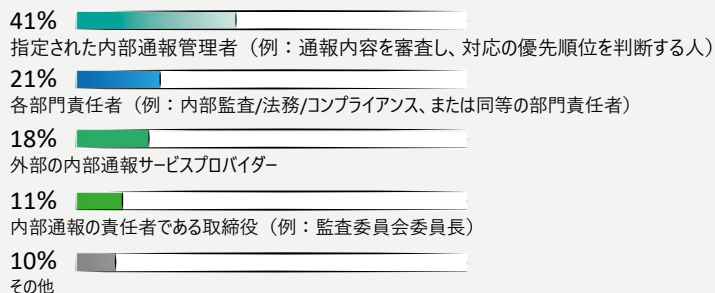 41%
指定された内部通報管理者（例：通報内容を審査し、対応の優先順位を判断する人）
21%
各部門責任者（例：内部監査/法務/コンプライアンス、または同等の部門責任者）
18%
外部の内部通報サービスプロバイダー
11%
内部通報の責任者である取締役（例：監査委員会委員長）
10%
その他